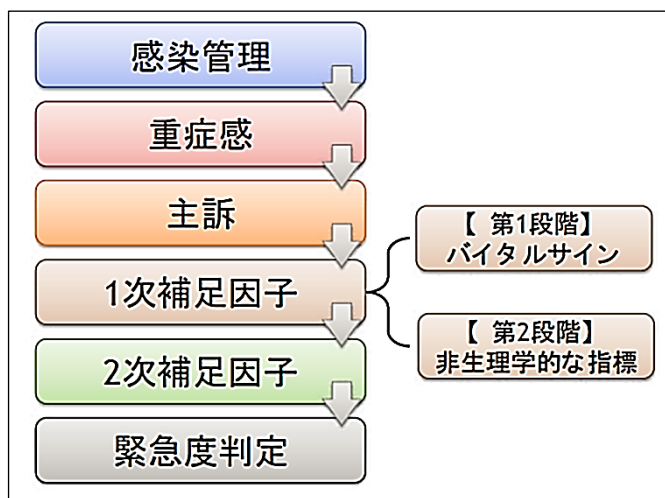 感染管理
重症感
主訴
1次補足因子
【 第1段階】
バイタルサイン
【 第2段階】
非生理学的な指標
2次補足因子
緊急度判定